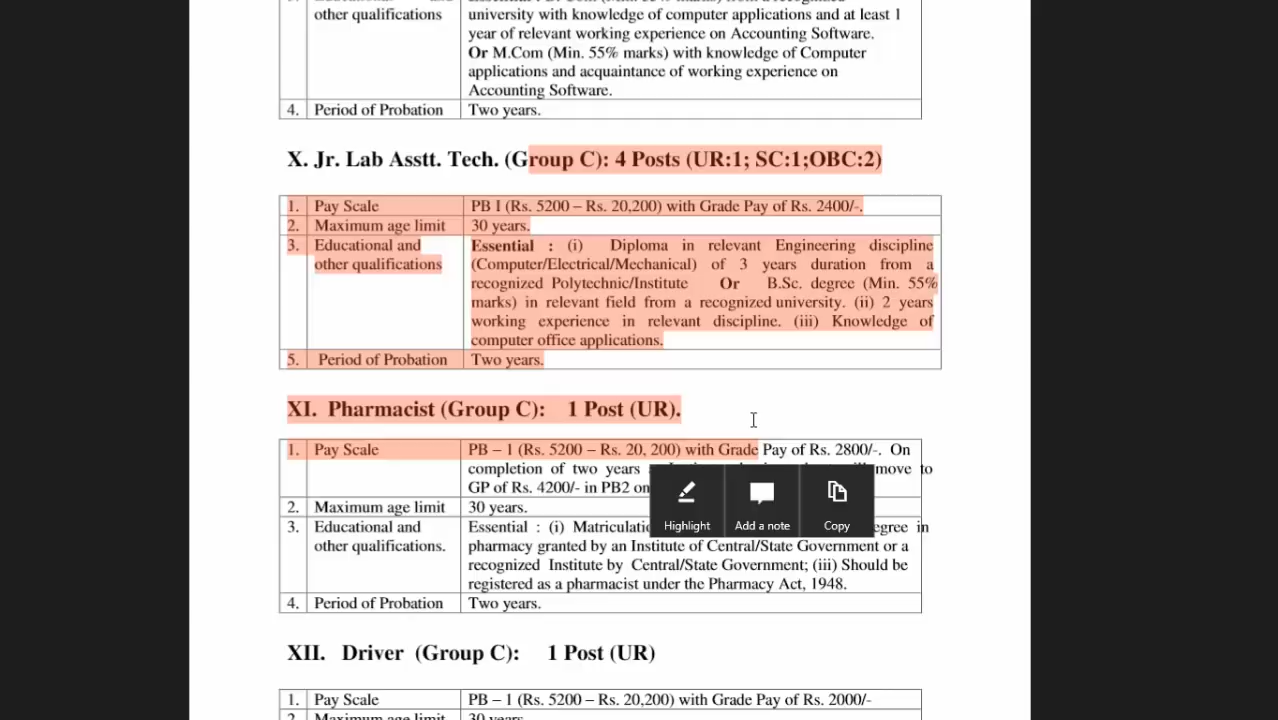 other qualifications
university with knowledge of computer applications and at least 1
year of relevant working experience on Accounting Software.
Or M.Com (Min. 55% marks) with knowledge of Computer
applications and acquaintance of working experience on
Accounting Software.
4. Period of Probation Two years.
X. Jr. Lab Asstt. Tech. (Group C): 4 Posts (UR:1; SC:1;OBC:2)
1. Pay Scale PB I (Rs. 5200 – Rs. 20,200) with Grade Pay of Rs. 2400/-.
2. Maximum age limit 30 years.
3. Educational and Essential : (i) Diploma in relevant Engineering discipline
other qualifications (Computer/Electrical/Mechanical) of 3 years duration from a
recognized Polytechnic/Institute Or B.Sc. degree (Min. 55%
marks) in relevant field from a recognized university. (ii) 2 years
working experience in relevant discipline. (iii) Knowledge of
computer office applications.
5. Period of Probation Two years.
XI. Pharmacist (Group C): 1 Post (UR).
1. Pay Scale PB – 1 (Rs. 5200 – Rs. 20, 200) with Grade Pay of Rs. 2800/-. On
completion of two years move to
GP of Rs. 4200/- in PB2 on
2. Maximum age limit 30 years.
3. Educational and Essential : (i) in
other qualifications. pharmacy granted by an Institute of Central/State Government or a
recognized Institute by Central/State Government; (iii) Should be
registered as a pharmacist under the Pharmacy Act, 1948.
4. Period of Probation Two years.
Highlight Add a note Copy
XII. Driver (Group C): 1 Post (UR)
1. Pay Scale PB – 1 (Rs. 5200 – Rs. 20,200) with Grade Pay of Rs. 2000/-
2. Maximum age limit 30 years